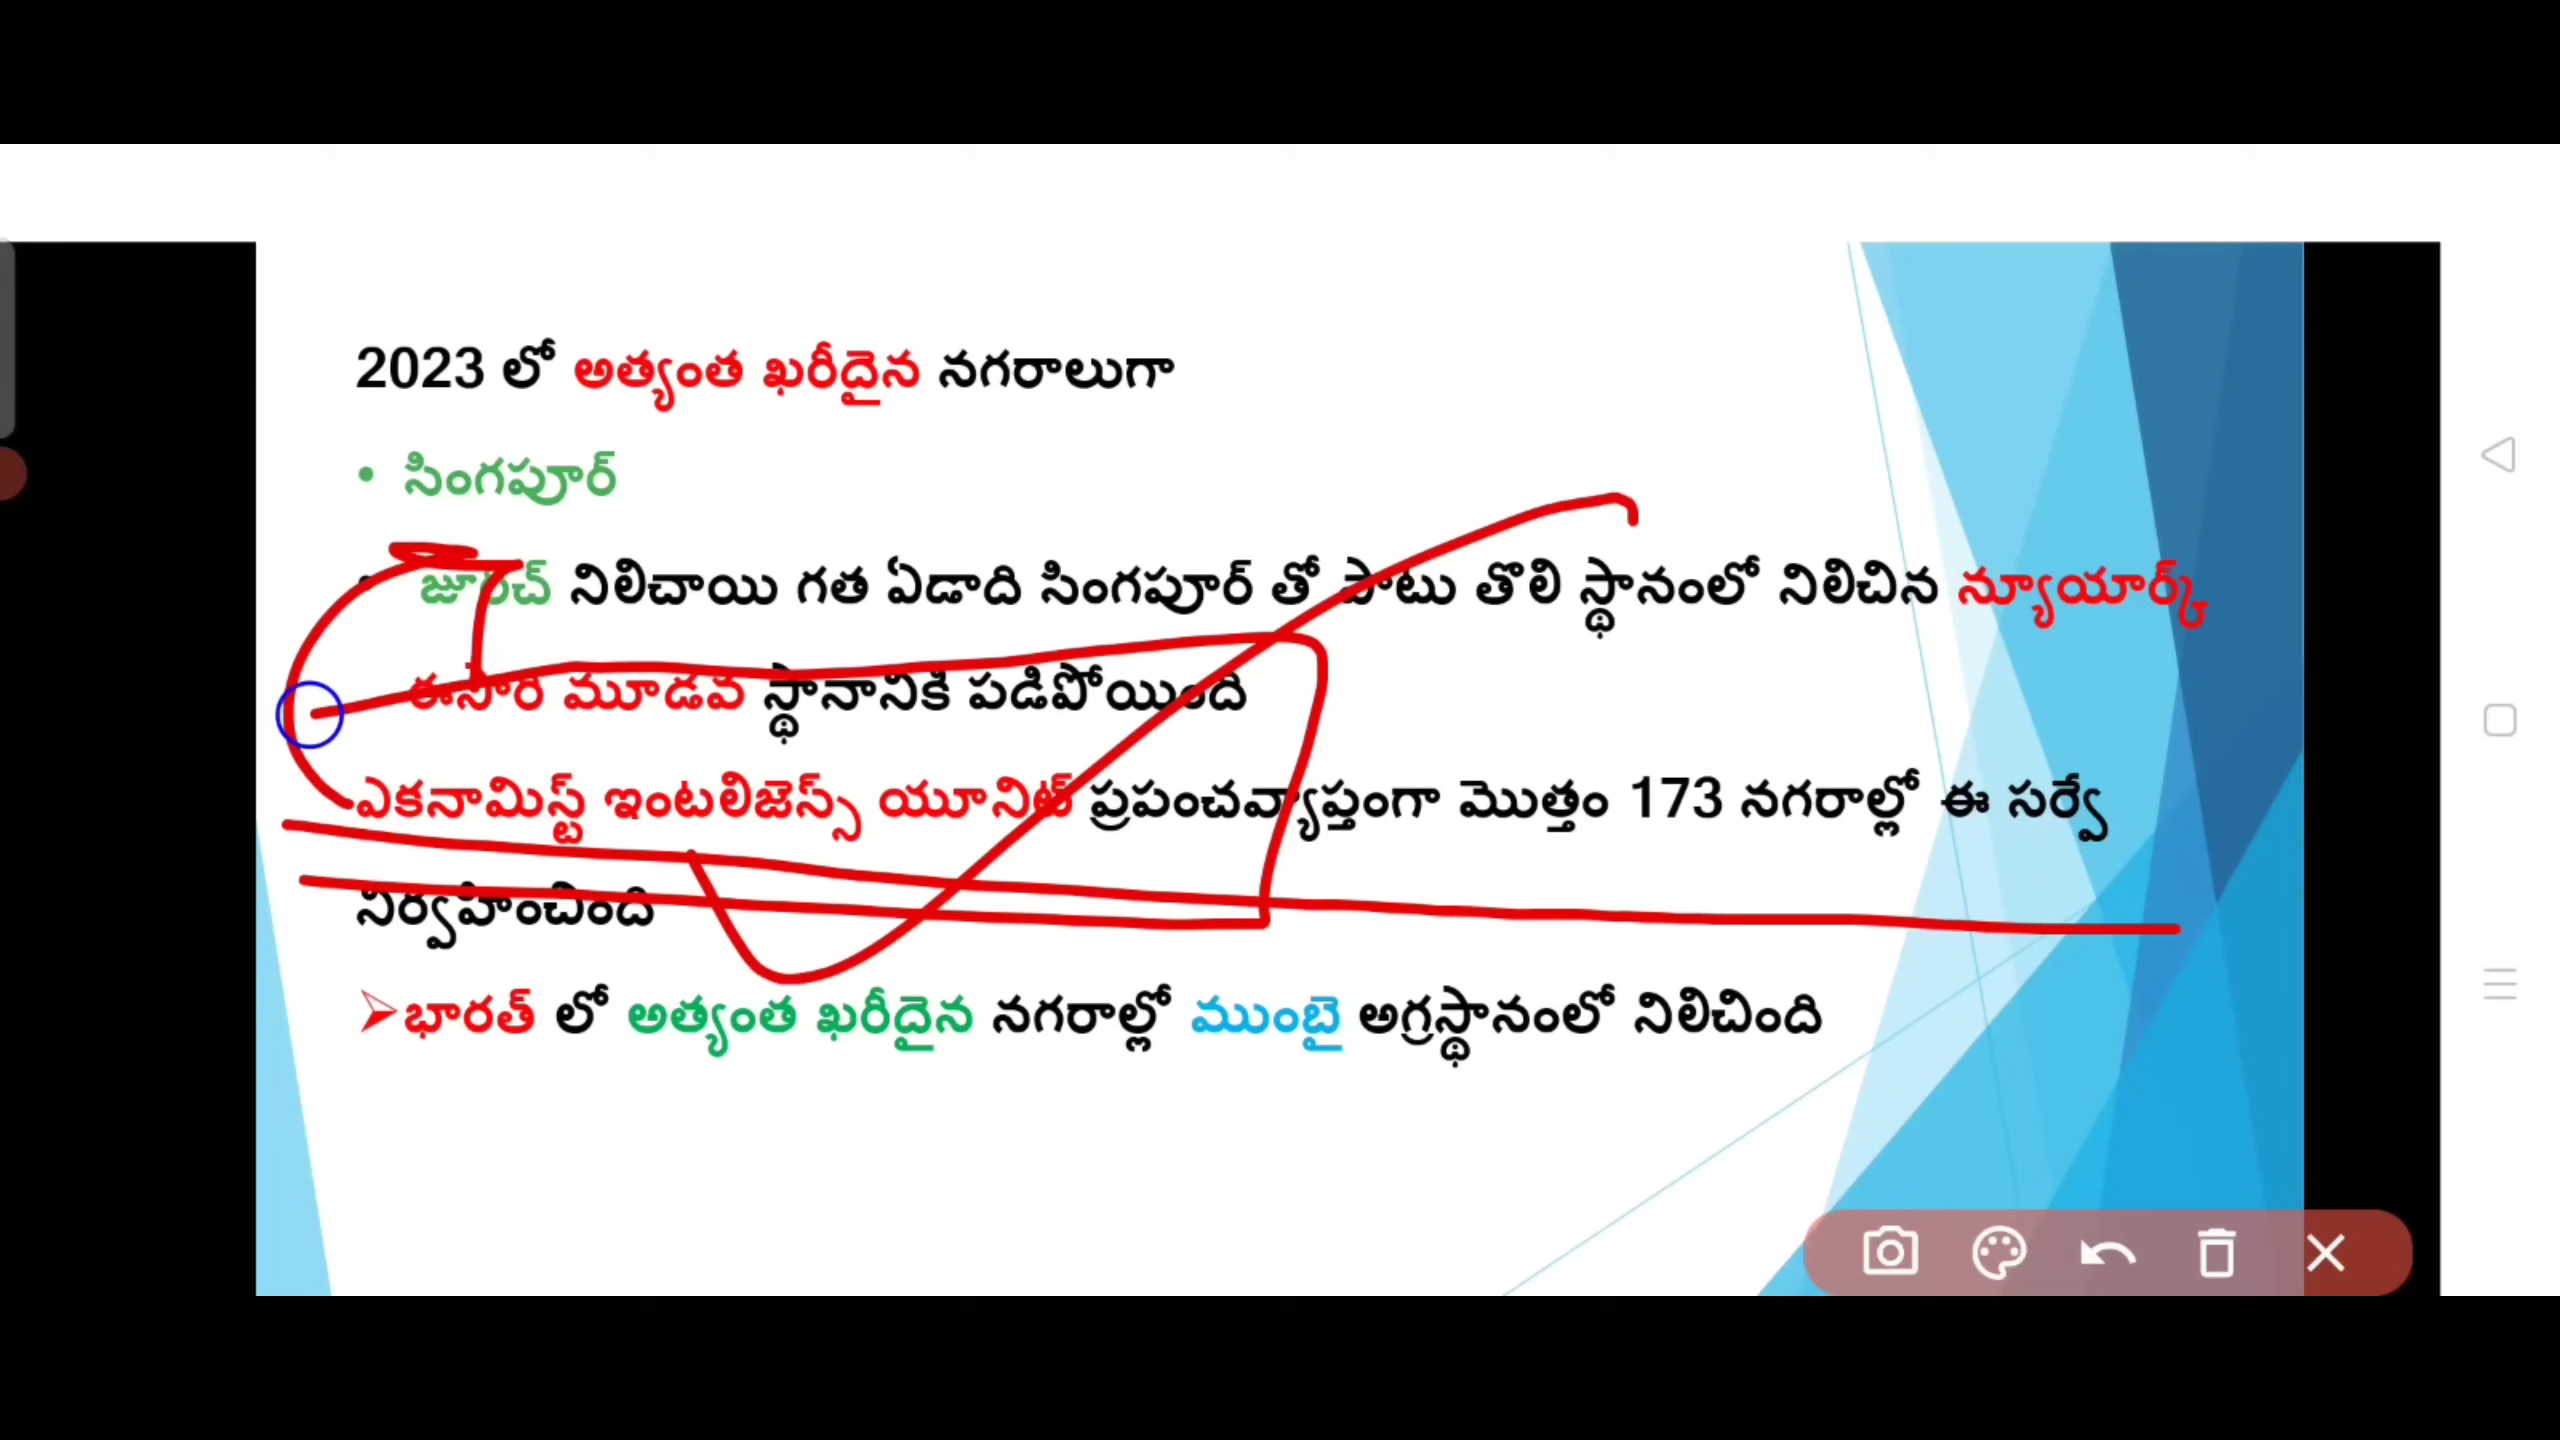 2023 లో అత్యంత ఖరీదైన నగరాలుగా
• సింగపూర్
• జూరిచ్ నిలిచాయి గత ఏడాది సింగపూర్ తో పాటు తొలి స్థానంలో నిలిచిన న్యూయార్క్
ఈసారి మూడవ స్థానానికి పడిపోయింది
ఎకనామిస్ట్ ఇంటలిజెన్స్ యూనిట్ ప్రపంచవ్యాప్తంగా మొత్తం 173 నగరాల్లో ఈ సర్వే
నిర్వహించింది
➢భారత్ లో అత్యంత ఖరీదైన నగరాల్లో ముంబై అగ్రస్థానంలో నిలిచింది